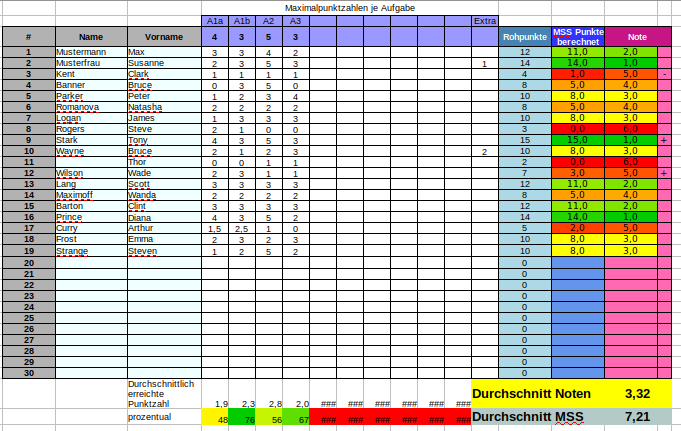 Maximalpunktzahlen je Aufgabe
A1a A1b A2 A3 Extra
# Name Vorname 4 3 5 3 Rohpunkte MSS Punkte berechnet Note
1 Mustermann Max 3 3 4 2 12 11,0 2,0
2 Musterfrau Susanne 2 3 5 3 1 14 14,0 1,0
3 Kent Clark 1 1 1 1 4 1,0 5,0 -
4 Banner Bruce 0 3 5 0 8 5,0 4,0
5 Parker Peter 1 2 3 4 10 8,0 3,0
6 Romanova Natasha 2 2 2 2 8 5,0 4,0
7 Logan James 1 3 3 3 10 8,0 3,0
8 Rogers Steve 2 1 0 0 3 0,0 6,0
9 Stark Tony 4 3 5 3 15 15,0 1,0 +
10 Wayne Bruce 2 1 2 3 2 10 8,0 3,0
11 Thor 0 0 1 1 2 0,0 6,0
12 Wilson Wade 2 3 1 1 7 3,0 5,0 +
13 Lang Scott 3 3 3 3 12 11,0 2,0
14 Maximoff Wanda 2 2 2 2 8 5,0 4,0
15 Barton Clint 3 3 3 3 12 11,0 2,0
16 Prince Diana 4 3 5 2 14 14,0 1,0
17 Curry Arthur 1,5 2,5 1 0 5 2,0 5,0
18 Frost Emma 2 3 2 3 10 8,0 3,0
19 Strange Steven 1 2 5 2 10 8,0 3,0
20 0
21 0
22 0
23 0
24 0
25 0
26 0
27 0
28 0
29 0
30 0
Durchschnittlich
erreichte
Punktzahl 1,9 2,3 2,8 2,0 ### ### ### ### ### ### Durchschnitt Noten 3,32
prozentual 48 76 56 67 ### ### ### ### ### ### Durchschnitt MSS 7,21